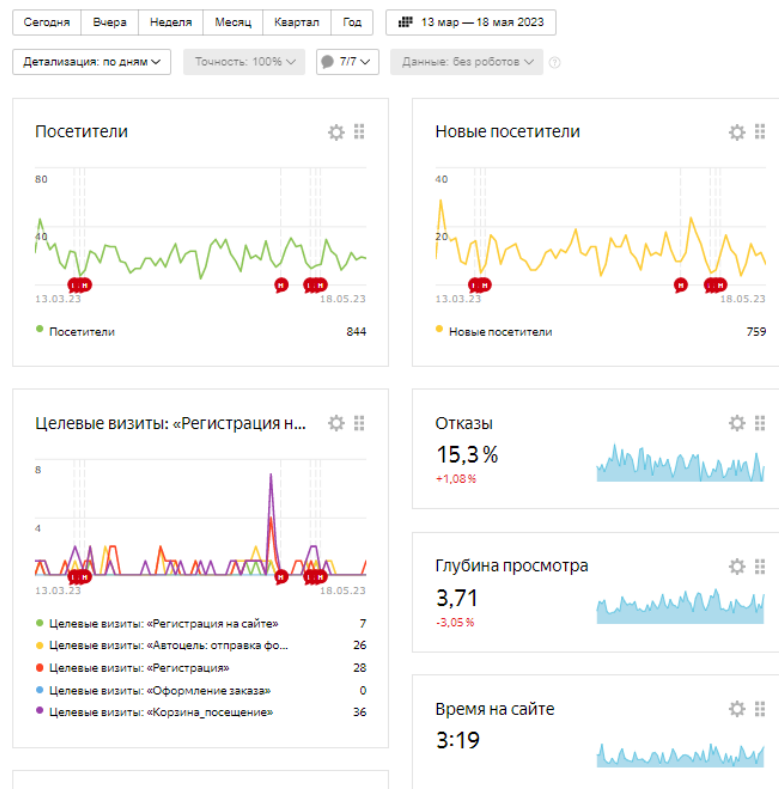 Сегодня Вчера Неделя Месяц Квартал Год 13 мар — 18 мая 2023
Детализация: по дням Точность: 100% 7/7 Данные: без роботов
Посетители
80
40
13.03.23 18.05.23
Посетители 844
Новые посетители
40
20
13.03.23 18.05.23
Новые посетители 759
Целевые визиты: «Регистрация н...
8
4
13.03.23 18.05.23
Целевые визиты: «Регистрация на сайте» 7
Целевые визиты: «Автоцель: отправка фо... 26
Целевые визиты: «Регистрация» 28
Целевые визиты: «Оформление заказа» 0
Целевые визиты: «Корзина_посещение» 36
Отказы
15,3 %
+1,08 %
Глубина просмотра
3,71
-3,05 %
Время на сайте
3:19